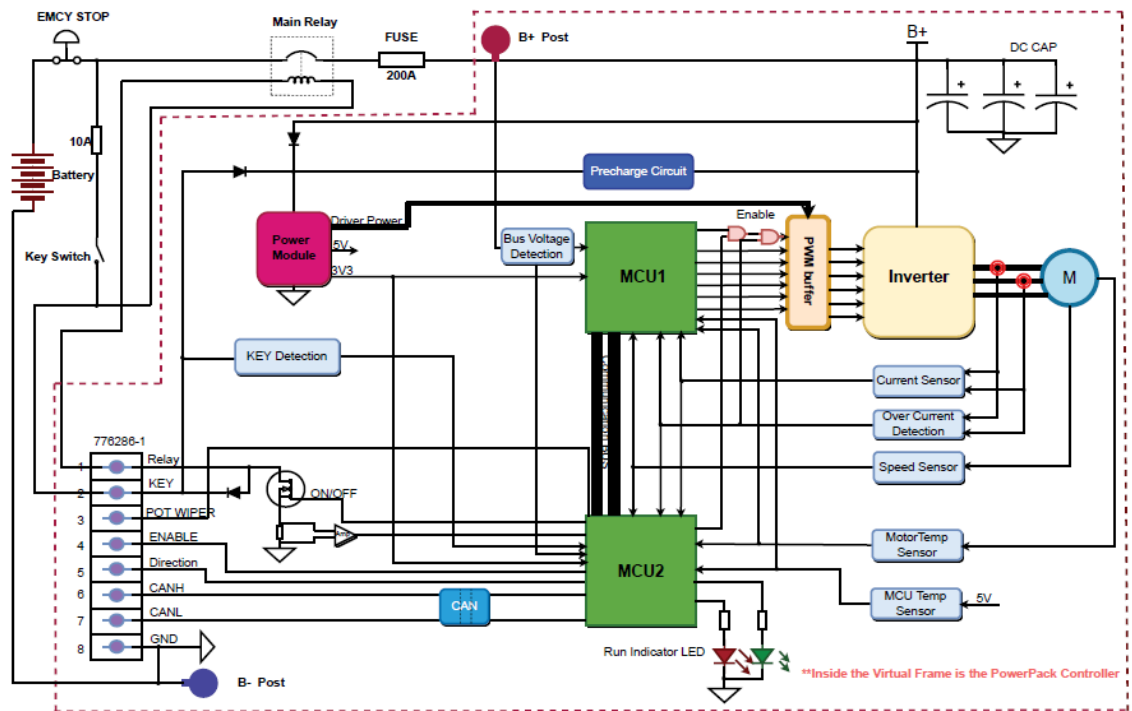 EMCY STOP
Main Relay
FUSE
200A
B+ Post
B+
DC CAP
+
+
+
10A
Battery
Precharge Circuit
Key Switch
Power
Module
Driver Power
5V
3V3
Bus Voltage
Detection
MCU1
Enable
PWM buffer
Inverter
M
KEY Detection
Communication BUS
Current Sensor
Over Current
Detection
Speed Sensor
776286-1
1
Relay
2
KEY
3
POT WIPER
4
ENABLE
5
Direction
6
CANH
7
CANL
8
GND
ON/OFF
Amp
MCU2
CAN
MotorTemp
Sensor
MCU Temp
Sensor
5V
Run Indicator LED
B- Post
**Inside the Virtual Frame is the PowerPack Controller